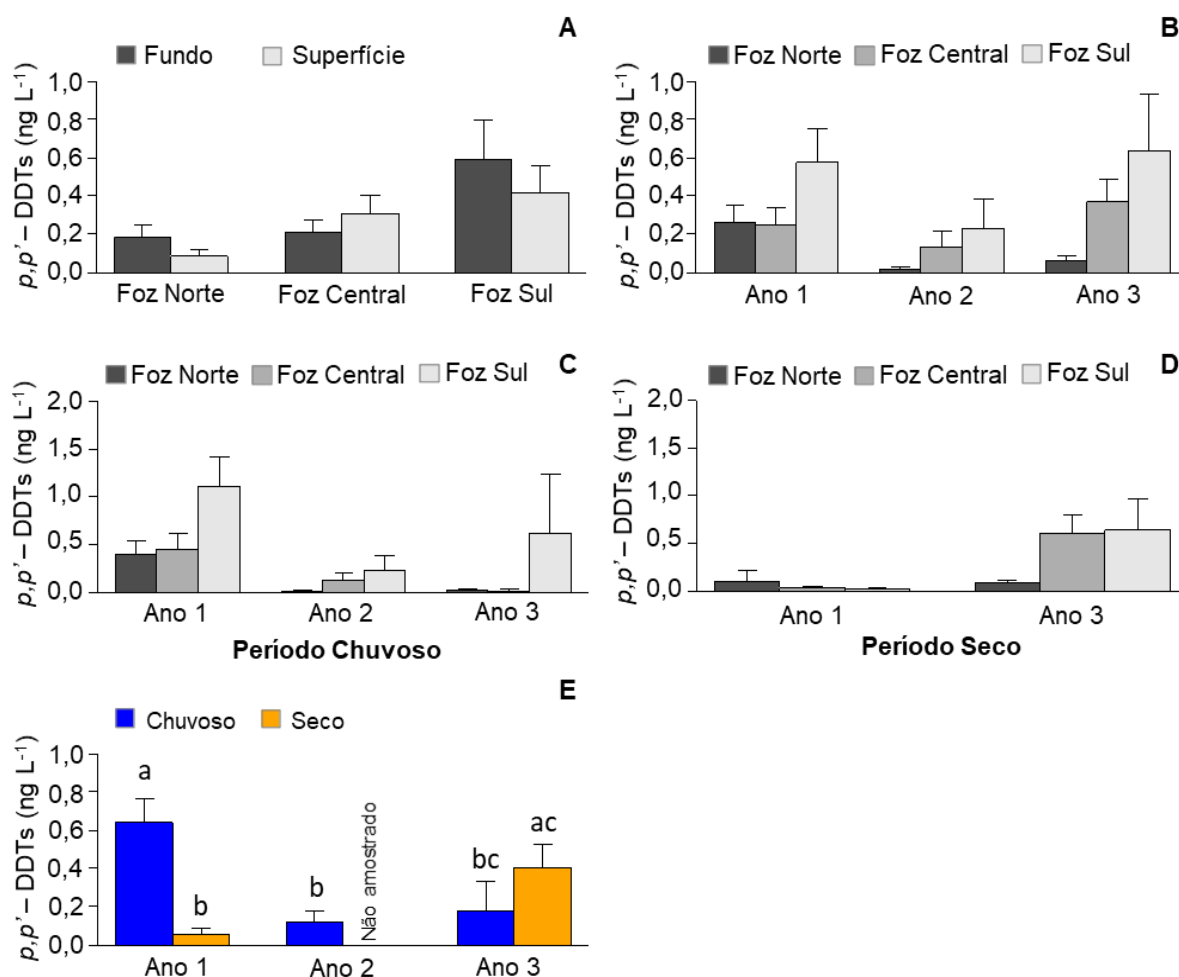 A
Fundo Superfície
p,p' – DDTs (ng L-1)
1,0
0,8
0,6
0,4
0,2
0,0
Foz Norte Foz Central Foz Sul
B
Foz Norte Foz Central Foz Sul
p,p' – DDTs (ng L-1)
1,0
0,8
0,6
0,4
0,2
0,0
Ano 1 Ano 2 Ano 3
C
Foz Norte Foz Central Foz Sul
p,p' – DDTs (ng L-1)
2,0
1,5
1,0
0,5
0,0
Ano 1 Ano 2 Ano 3
Período Chuvoso
D
Foz Norte Foz Central Foz Sul
p,p' – DDTs (ng L-1)
2,0
1,5
1,0
0,5
0,0
Ano 1 Ano 3
Período Seco
E
Chuvoso Seco
p,p' – DDTs (ng L-1)
1,0
0,8
0,6
0,4
0,2
0,0
a
b
b
Não amostrado
bc
ac
Ano 1 Ano 2 Ano 3